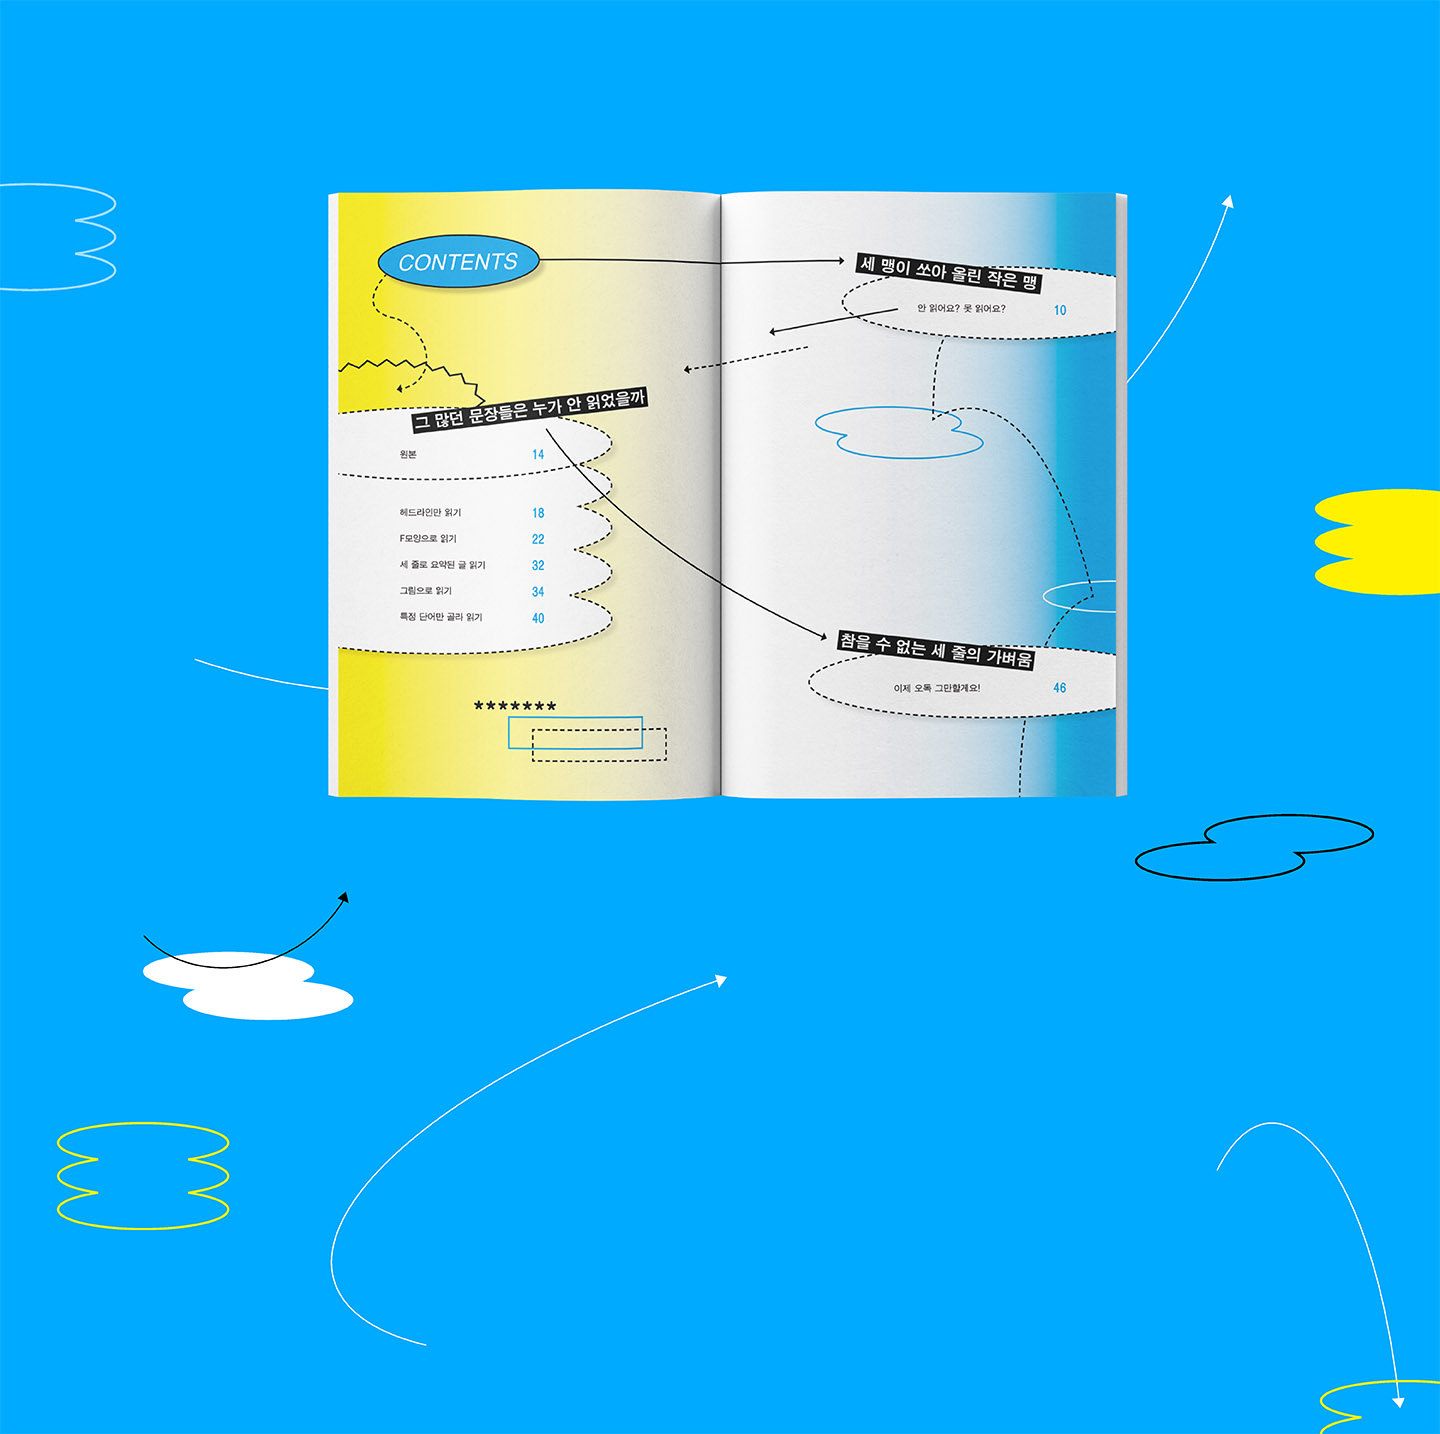 CONTENTS
그 많던 문장들은 누가 안 읽었을까
원본 14
헤드라인만 읽기 18
F모양으로 읽기 22
세 줄로 요약된 글 읽기 32
그림으로 읽기 34
특정 단어만 골라 읽기 40
*******
세 맹이 쏘아 올린 작은 맹
안 읽어요? 못 읽어요? 10
참을 수 없는 세 줄의 가벼움
이제 오독 그만할게요! 46